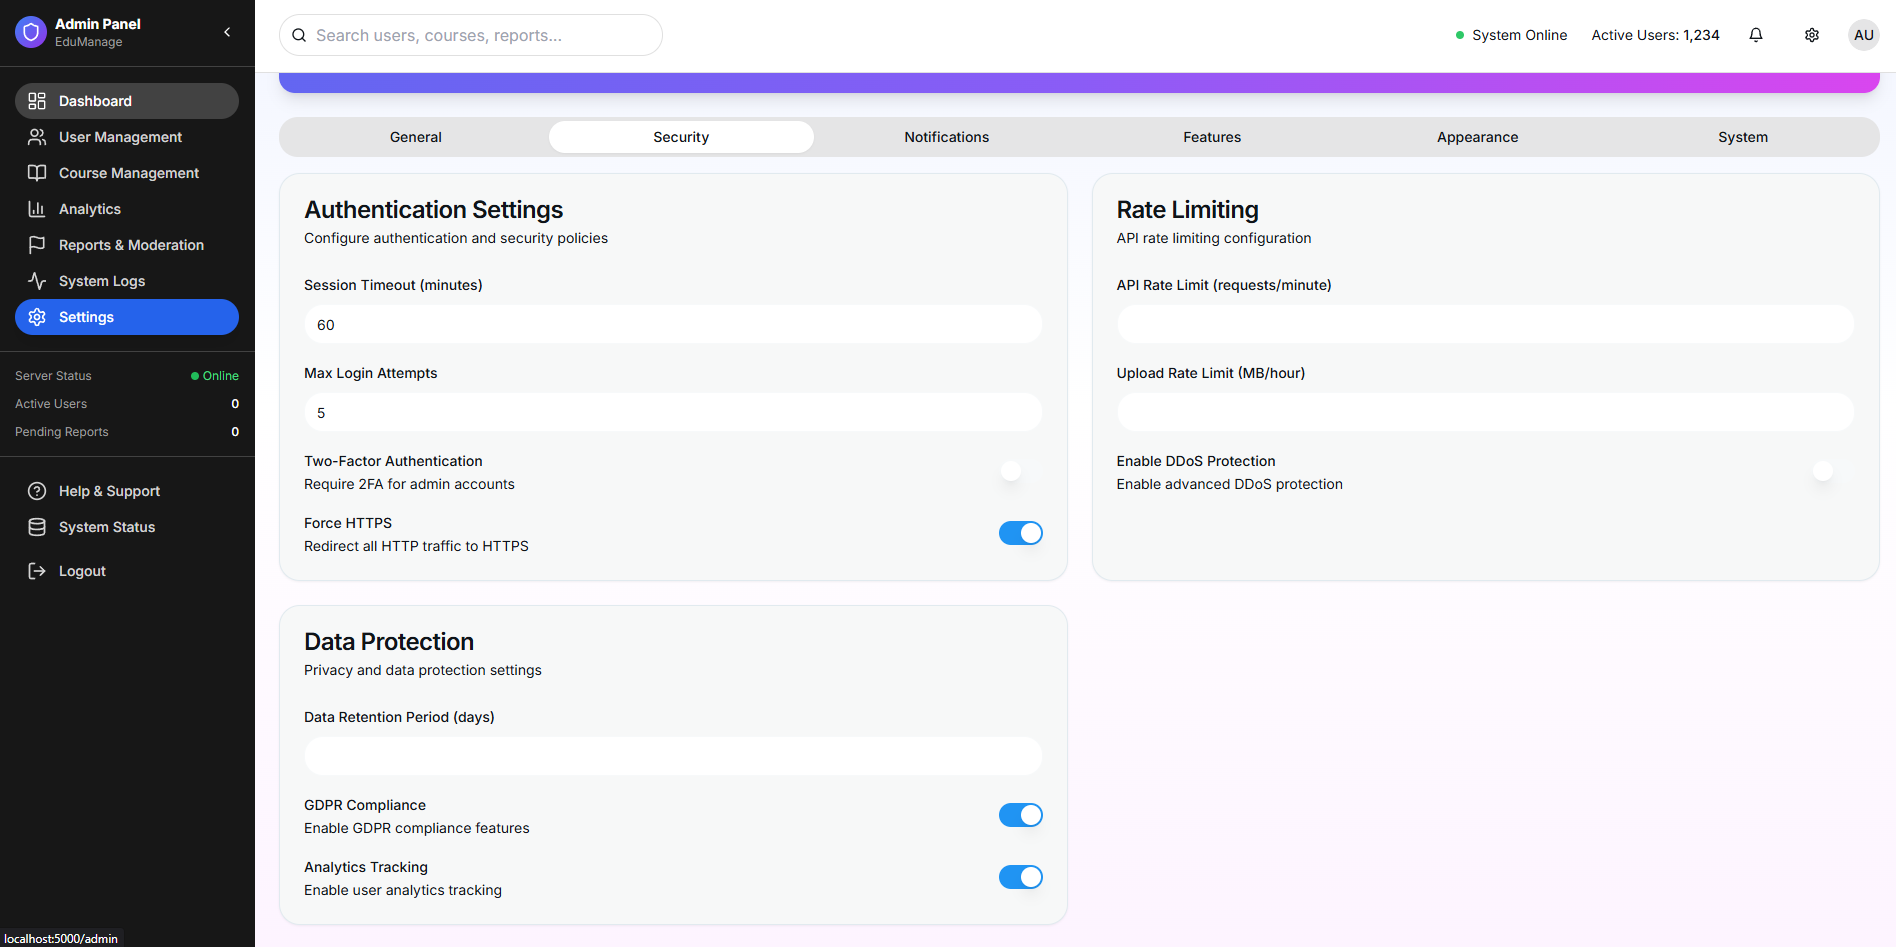 Admin Panel
EduManage
Search users, courses, reports...
System Online
Active Users: 1,234
AU
Dashboard
User Management
Course Management
Analytics
Reports & Moderation
System Logs
Settings
Server Status
Online
Active Users
0
Pending Reports
0
Help & Support
System Status
Logout
General
Security
Notifications
Features
Appearance
System
Authentication Settings
Configure authentication and security policies
Session Timeout (minutes)
60
Max Login Attempts
5
Two-Factor Authentication
Require 2FA for admin accounts
Force HTTPS
Redirect all HTTP traffic to HTTPS
Rate Limiting
API rate limiting configuration
API Rate Limit (requests/minute)
Upload Rate Limit (MB/hour)
Enable DDoS Protection
Enable advanced DDoS protection
Data Protection
Privacy and data protection settings
Data Retention Period (days)
GDPR Compliance
Enable GDPR compliance features
Analytics Tracking
Enable user analytics tracking
localhost:5000/admin